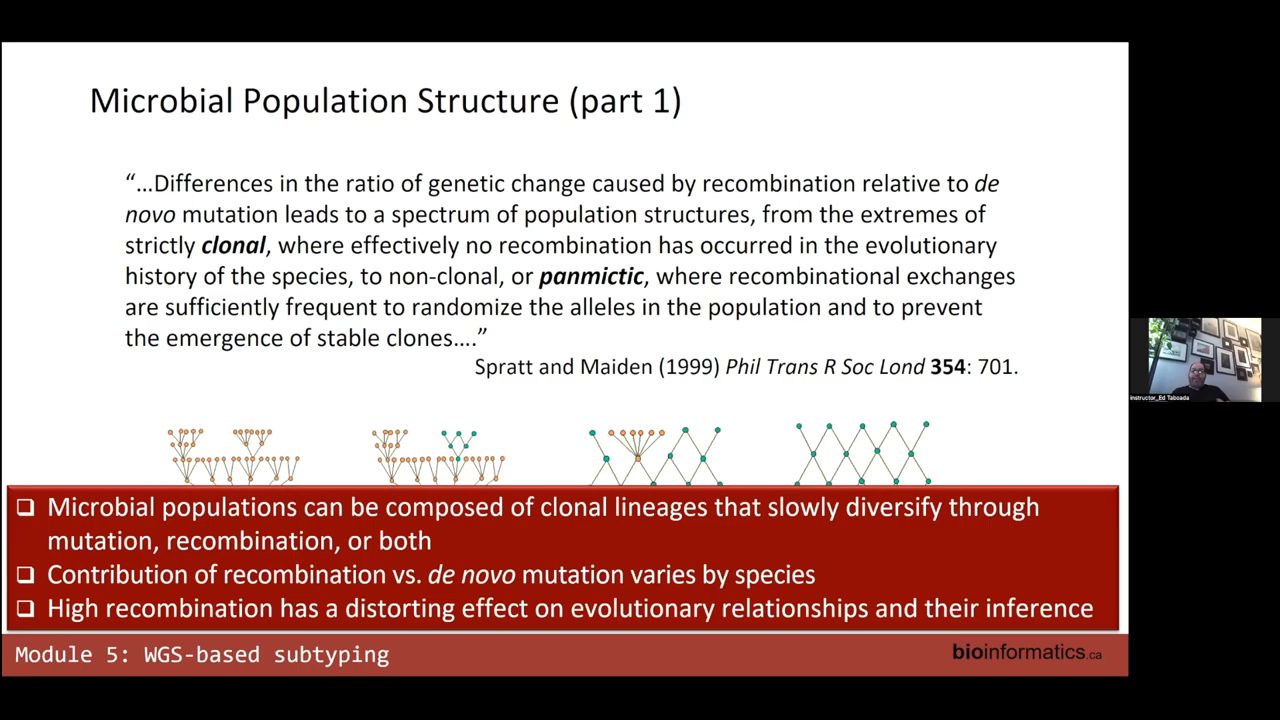 Microbial Population Structure (part 1)
“…Differences in the ratio of genetic change caused by recombination relative to de
novo mutation leads to a spectrum of population structures, from the extremes of
strictly clonal, where effectively no recombination has occurred in the evolutionary
history of the species, to non-clonal, or panmictic, where recombinational exchanges
are sufficiently frequent to randomize the alleles in the population and to prevent
the emergence of stable clones….”
Spratt and Maiden (1999) Phil Trans R Soc Lond 354: 701.
instructor_Ed Taboada
❑ Microbial populations can be composed of clonal lineages that slowly diversify through
mutation, recombination, or both
❑ Contribution of recombination vs. de novo mutation varies by species
❑ High recombination has a distorting effect on evolutionary relationships and their inference
Module 5: WGS-based subtyping
bioinformatics.ca